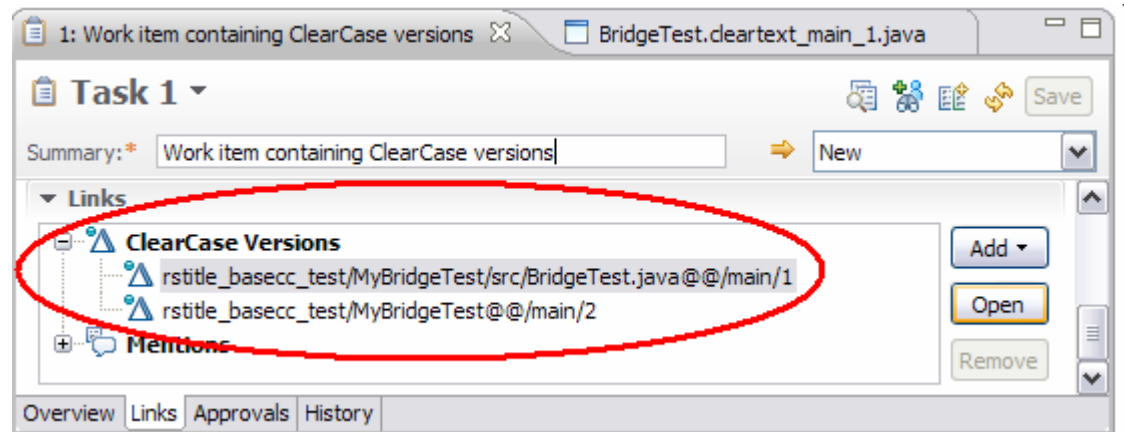 1: Work item containing ClearCase versions BridgeTest.cleartext_main_1.java
Task 1 Save
Summary:* Work item containing ClearCase versions New
Links
ClearCase Versions Add
rstitle_basecc_test/MyBridgeTest/src/BridgeTest.java@@/main/1
rstitle_basecc_test/MyBridgeTest@@/main/2 Open
Mentions Remove
Overview Links Approvals History